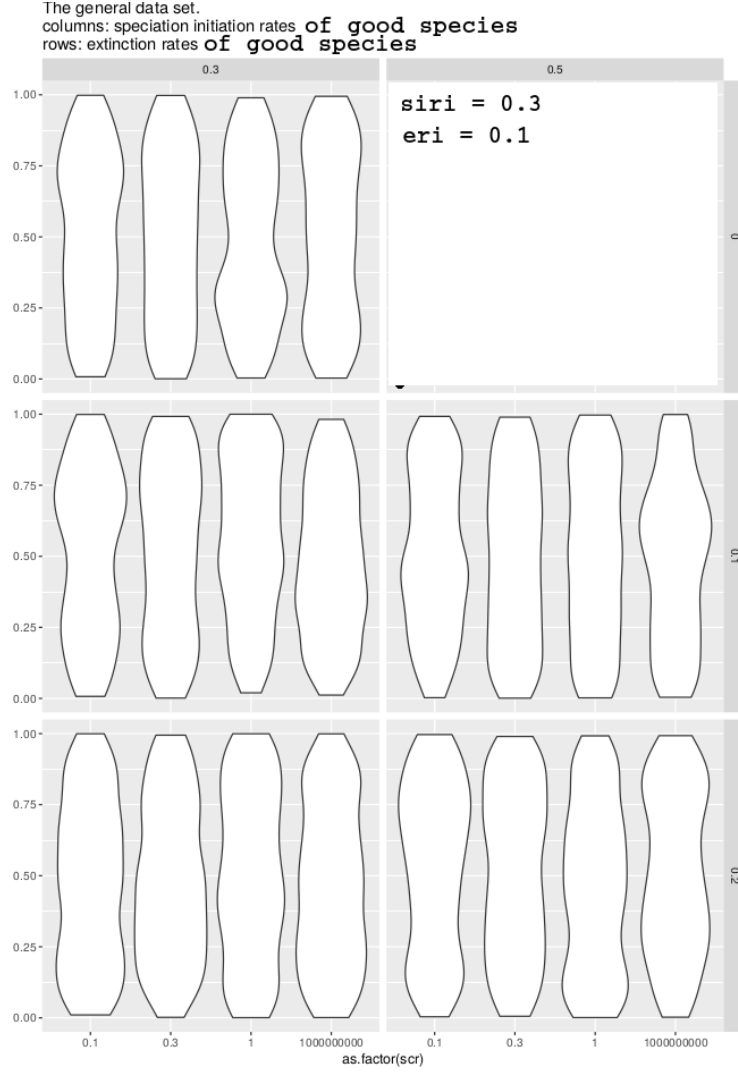 The general data set.
columns: speciation initiation rates of good species
rows: extinction rates of good species
0.3 0.5
siri = 0.3
eri = 0.1
1.00
0.75
0.50
0.25
0.00
0
1.00
0.75
0.50
0.25
0.00
0.1
1.00
0.75
0.50
0.25
0.00
0.2
0.1 0.3 1 1000000000 0.1 0.3 1 1000000000
as.factor(scr)